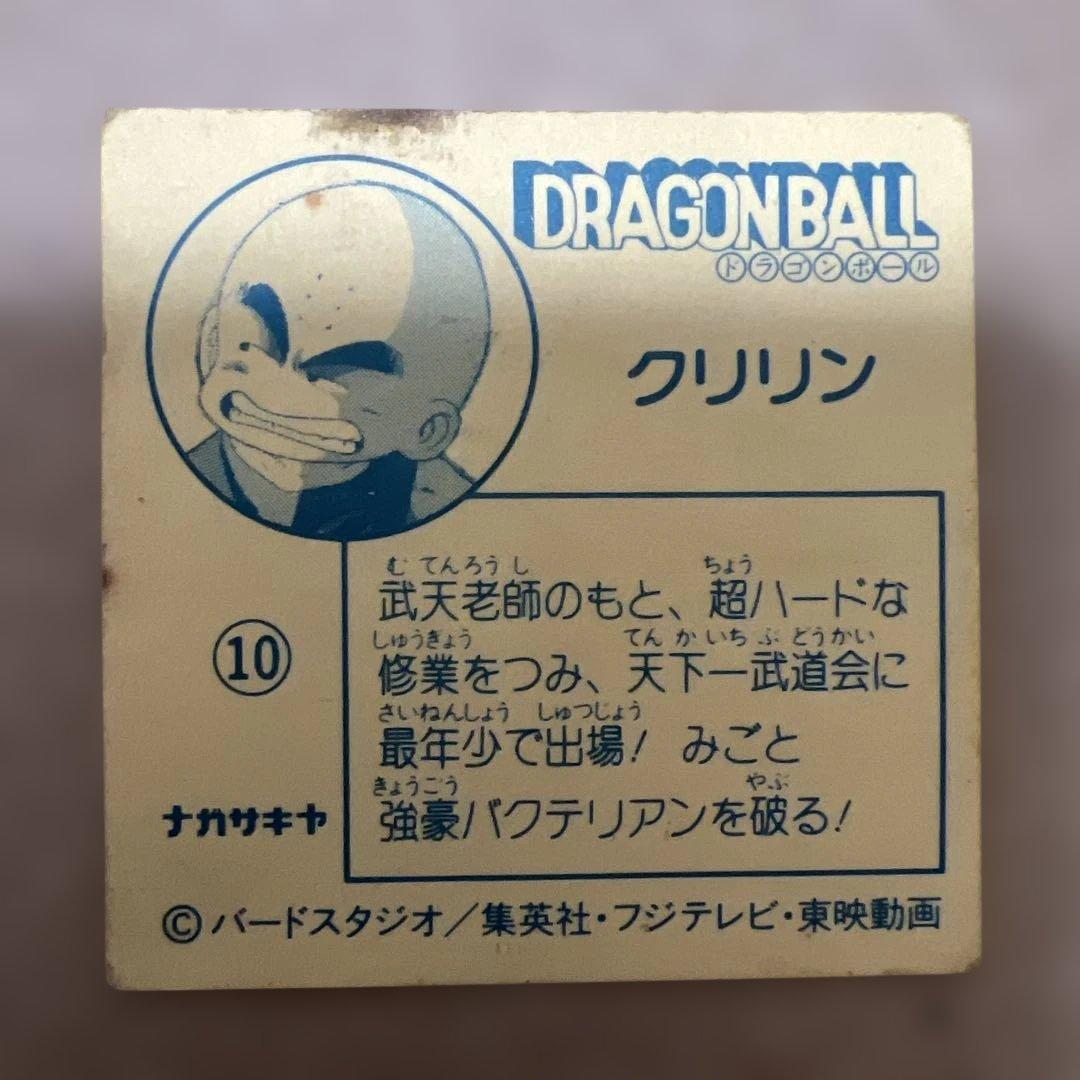 DRAGONBALL
ドラゴンボール
クリリン
むてんろうし ちょう
武天老師のもと、超ハードな
しゅうぎょう てんかいちぶどうかい
修業をつみ、天下一武道会に
さいねんしょう しゅつじょう
最年少で出場! みごと
きょうごう やぶ
強豪バクテリアンを破る!
⑩
ナガサキヤ
©バードスタジオ/集英社・フジテレビ・東映動画